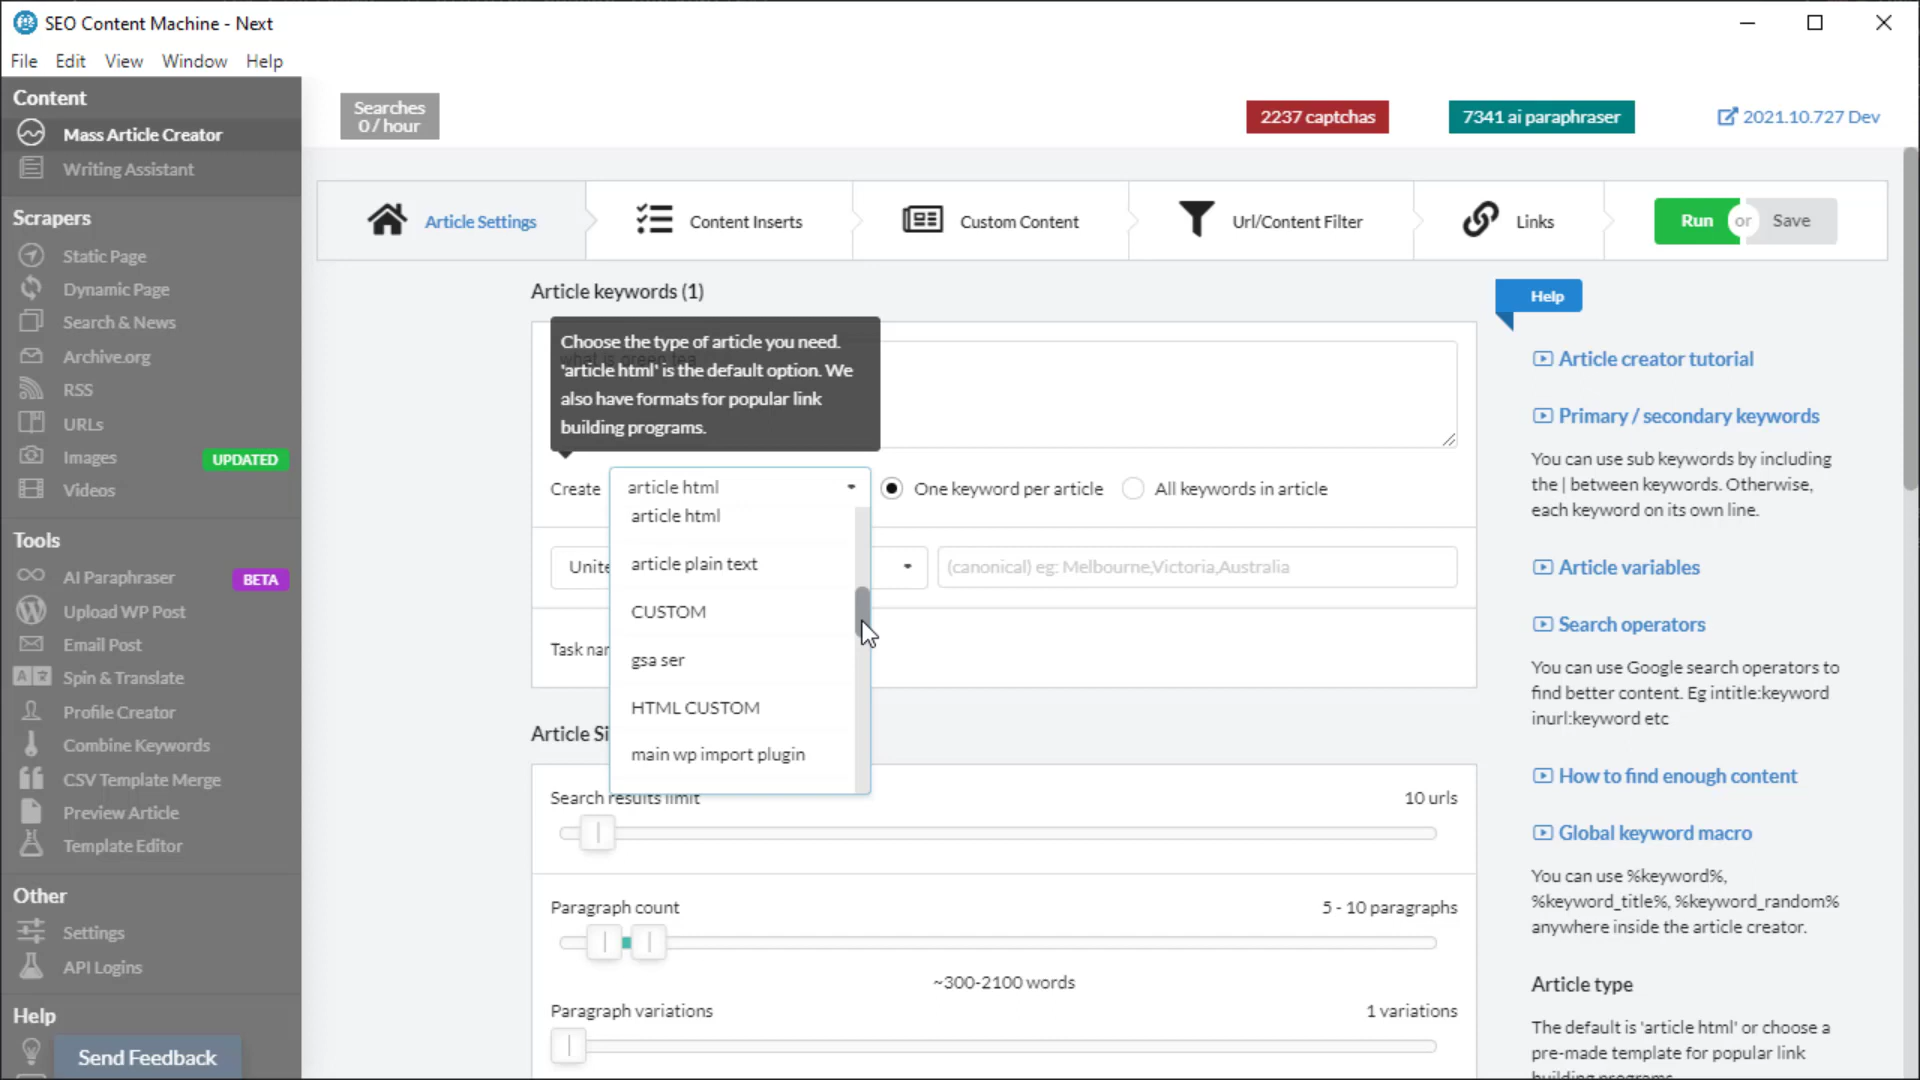 SEO Content Machine - Next
File Edit View Window Help
Content
Mass Article Creator
Writing Assistant
Scrapers
Static Page
Dynamic Page
Search & News
Archive.org
RSS
URLs
Images UPDATED
Videos
Tools
AI Paraphraser BETA
Upload WP Post
Email Post
Spin & Translate
Profile Creator
Combine Keywords
CSV Template Merge
Preview Article
Template Editor
Other
Settings
API Logins
Help
Send Feedback
Searches
0 / hour
2237 captchas
7341 ai paraphraser
2021.10.727 Dev
Article Settings
Content Inserts
Custom Content
Url/Content Filter
Links
Run or Save
Article keywords (1)
what is green tea
Choose the type of article you need.
'article html' is the default option. We
also have formats for popular link
building programs.
Create article html One keyword per article All keywords in article
article html
article plain text
CUSTOM
gsa ser
HTML CUSTOM
main wp import plugin
Unite (canonical) eg: Melbourne,Victoria,Australia
Task nar
Article Si
Search results limit 10 urls
Paragraph count 5 - 10 paragraphs
~300-2100 words
Paragraph variations 1 variations
Help
Article creator tutorial
Primary / secondary keywords
You can use sub keywords by including
the | between keywords. Otherwise,
each keyword on its own line.
Article variables
Search operators
You can use Google search operators to
find better content. Eg intitle:keyword
inurl:keyword etc
How to find enough content
Global keyword macro
You can use %keyword%,
%keyword_title%, %keyword_random%
anywhere inside the article creator.
Article type
The default is 'article html' or choose a
pre-made template for popular link
building programs